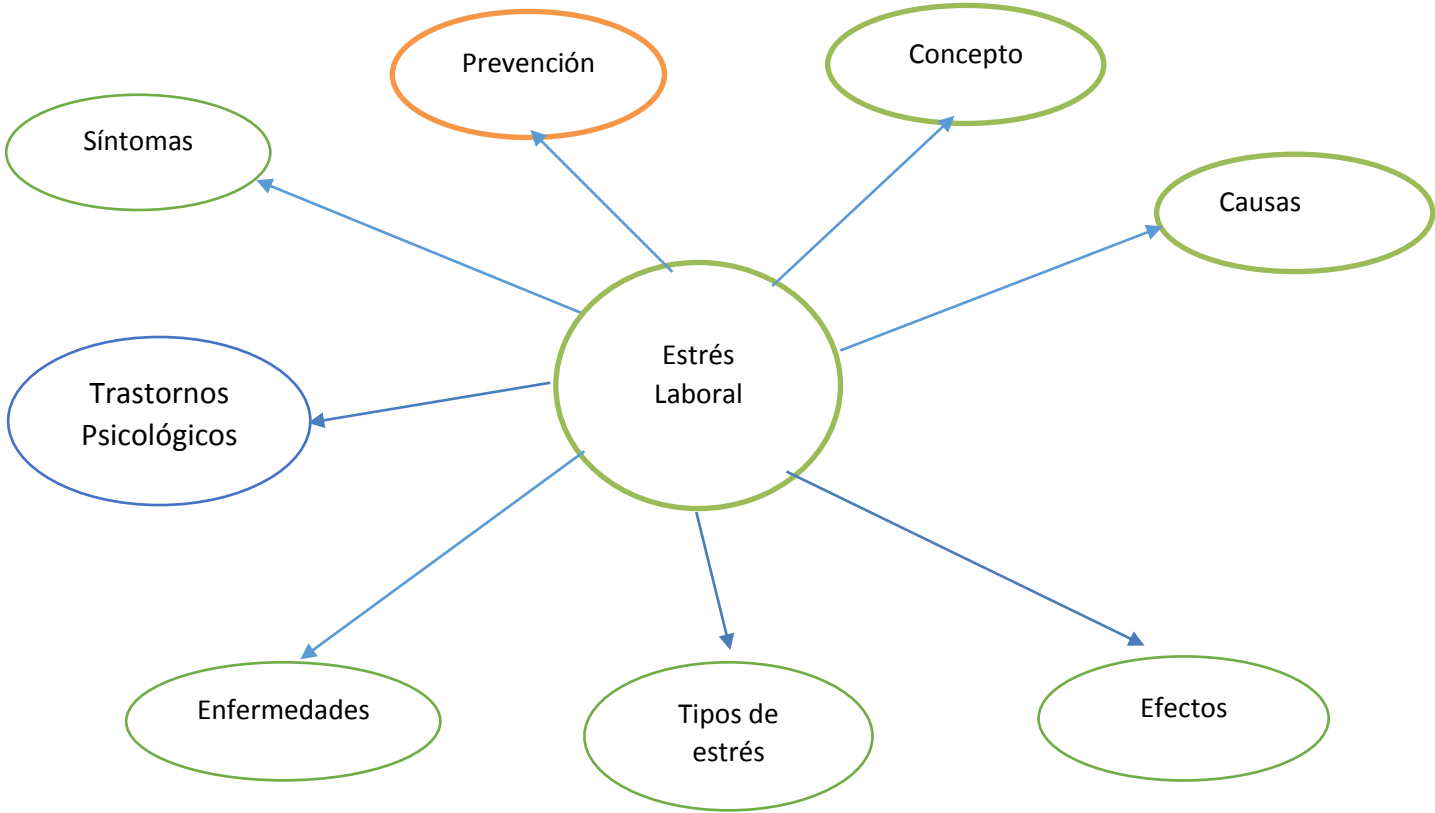 Prevención
Concepto
Síntomas
Causas
Estrés
Laboral
Trastornos
Psicológicos
Enfermedades
Tipos de
estrés
Efectos